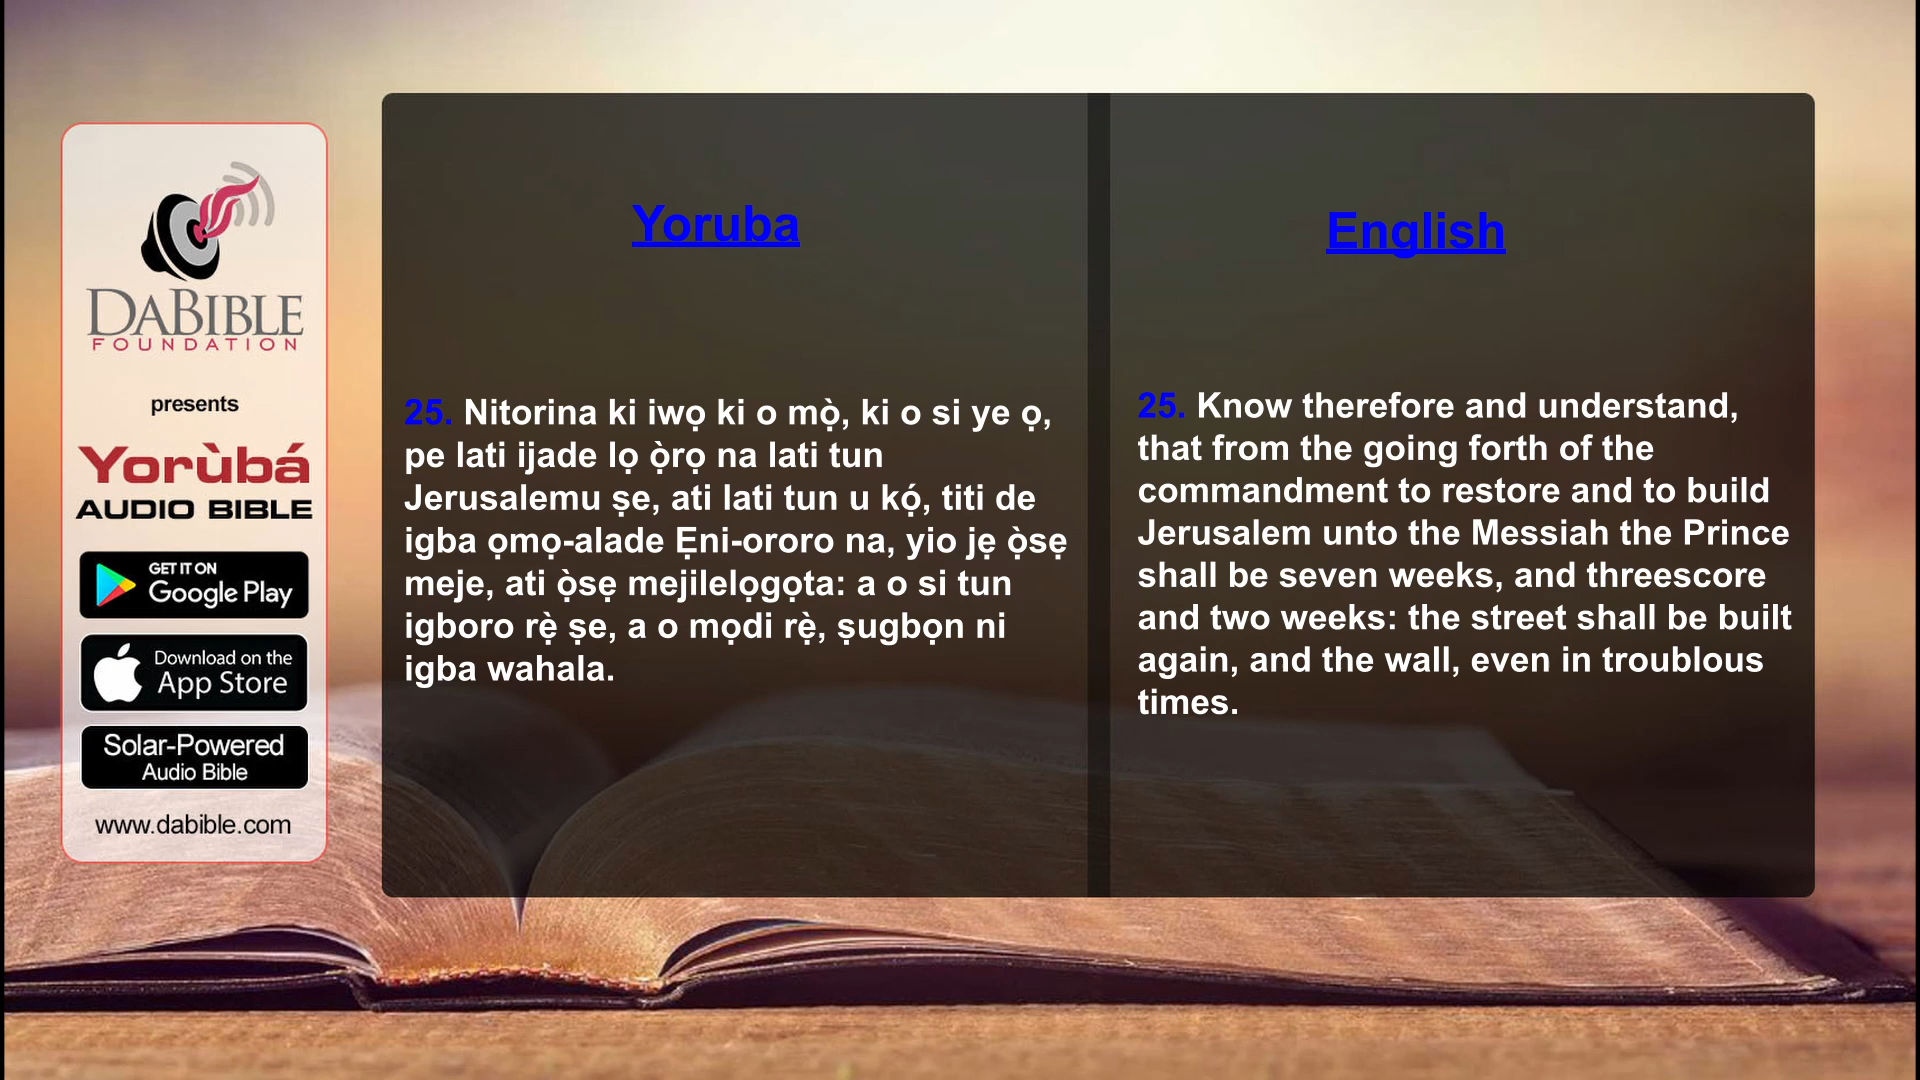 DABIBLE
FOUNDATION
presents
Yorùbá
AUDIO BIBLE
GET IT ON
Google Play
Download on the
App Store
Solar-Powered
Audio Bible
www.dabible.com
Yoruba
25. Nitorina ki iwọ ki o mọ̀, ki o si ye ọ,
pe lati ijade lọ ọ̀rọ na lati tun
Jerusalemu ṣe, ati lati tun u kọ́, titi de
igba ọmọ-alade Ẹni-ororo na, yio jẹ ọ̀sẹ
meje, ati ọ̀sẹ mejilelọgọta: a o si tun
igboro rẹ̀ ṣe, a o mọdi rẹ̀, ṣugbọn ni
igba wahala.
English
25. Know therefore and understand,
that from the going forth of the
commandment to restore and to build
Jerusalem unto the Messiah the Prince
shall be seven weeks, and threescore
and two weeks: the street shall be built
again, and the wall, even in troublous
times.